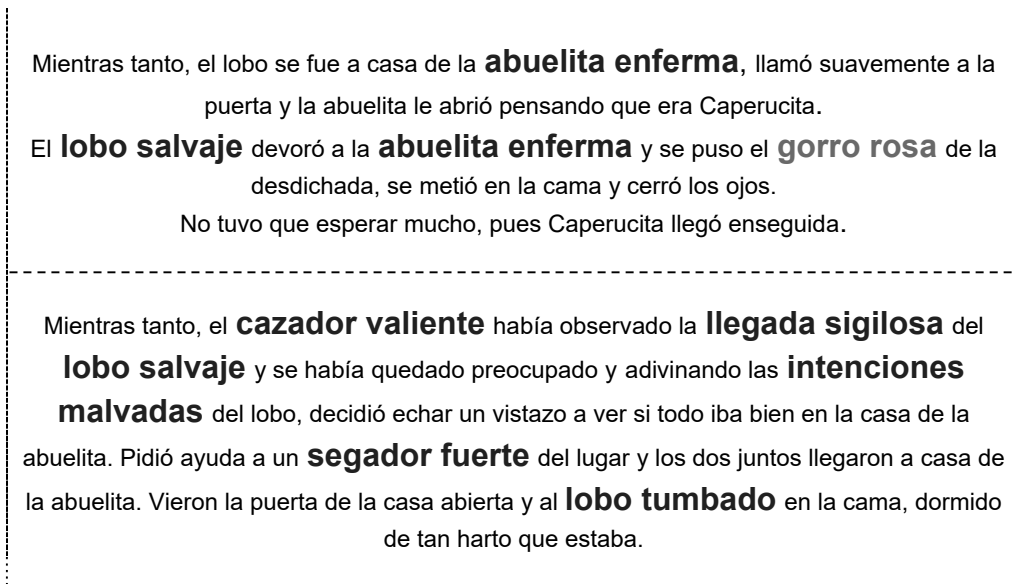 Mientras tanto, el lobo se fue a casa de la abuelita enferma, llamó suavemente a la
puerta y la abuelita le abrió pensando que era Caperucita.
El lobo salvaje devoró a la abuelita enferma y se puso el gorro rosa de la
desdichada, se metió en la cama y cerró los ojos.
No tuvo que esperar mucho, pues Caperucita llegó enseguida.
Mientras tanto, el cazador valiente había observado la llegada sigilosa del
lobo salvaje y se había quedado preocupado y adivinando las intenciones
malvadas del lobo, decidió echar un vistazo a ver si todo iba bien en la casa de la
abuelita. Pidió ayuda a un segador fuerte del lugar y los dos juntos llegaron a casa de
la abuelita. Vieron la puerta de la casa abierta y al lobo tumbado en la cama, dormido
de tan harto que estaba.